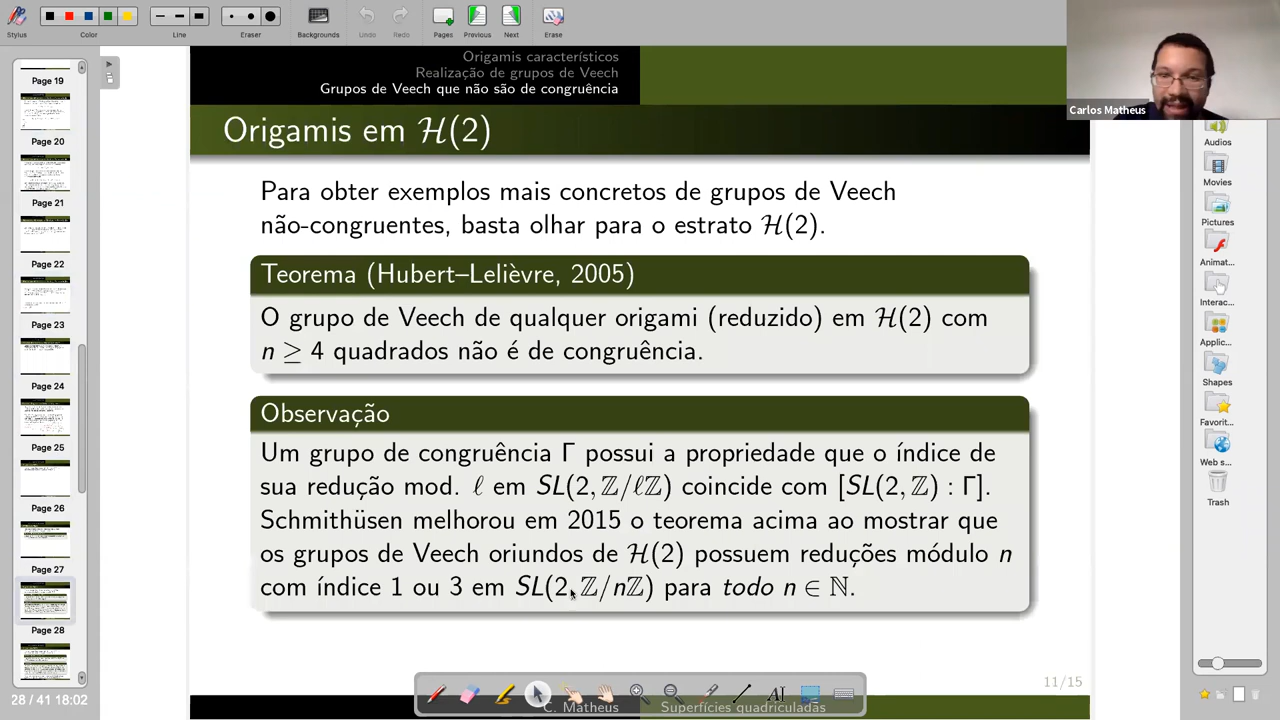 Stylus
Color
Line
Eraser
Backgrounds
Undo
Redo
Pages
Previous
Next
Erase
Page 19
Page 20
Page 21
Page 22
Page 23
Page 24
Page 25
Page 26
Page 27
Page 28
28 / 41 18:02
Origamis característicos
Realização de grupos de Veech
Grupos de Veech que não são de congruência
Origamis em H(2)
Para obter exemplos mais concretos de grupos de Veech
não-congruentes, basta olhar para o estrato H(2).
Teorema (Hubert–Lelièvre, 2005)
O grupo de Veech de qualquer origami (reduzido) em H(2) com
n ≥ 4 quadrados não é de congruência.
Observação
Um grupo de congruência Γ possui a propriedade que o índice de
sua redução mod. ℓ em SL(2, ℤ/ℓℤ) coincide com [SL(2, ℤ) : Γ].
Schmithüsen melhorou em 2015 o teorema acima ao mostrar que
os grupos de Veech oriundos de H(2) possuem reduções módulo n
com índice 1 ou 3 em SL(2, ℤ/nℤ) para todo n ∈ ℕ.
11/15
C. Matheus
Superfícies quadriculadas
Carlos Matheus
Audios
Movies
Pictures
Animat...
Interac...
Applic...
Shapes
Favorit...
Web s...
Trash